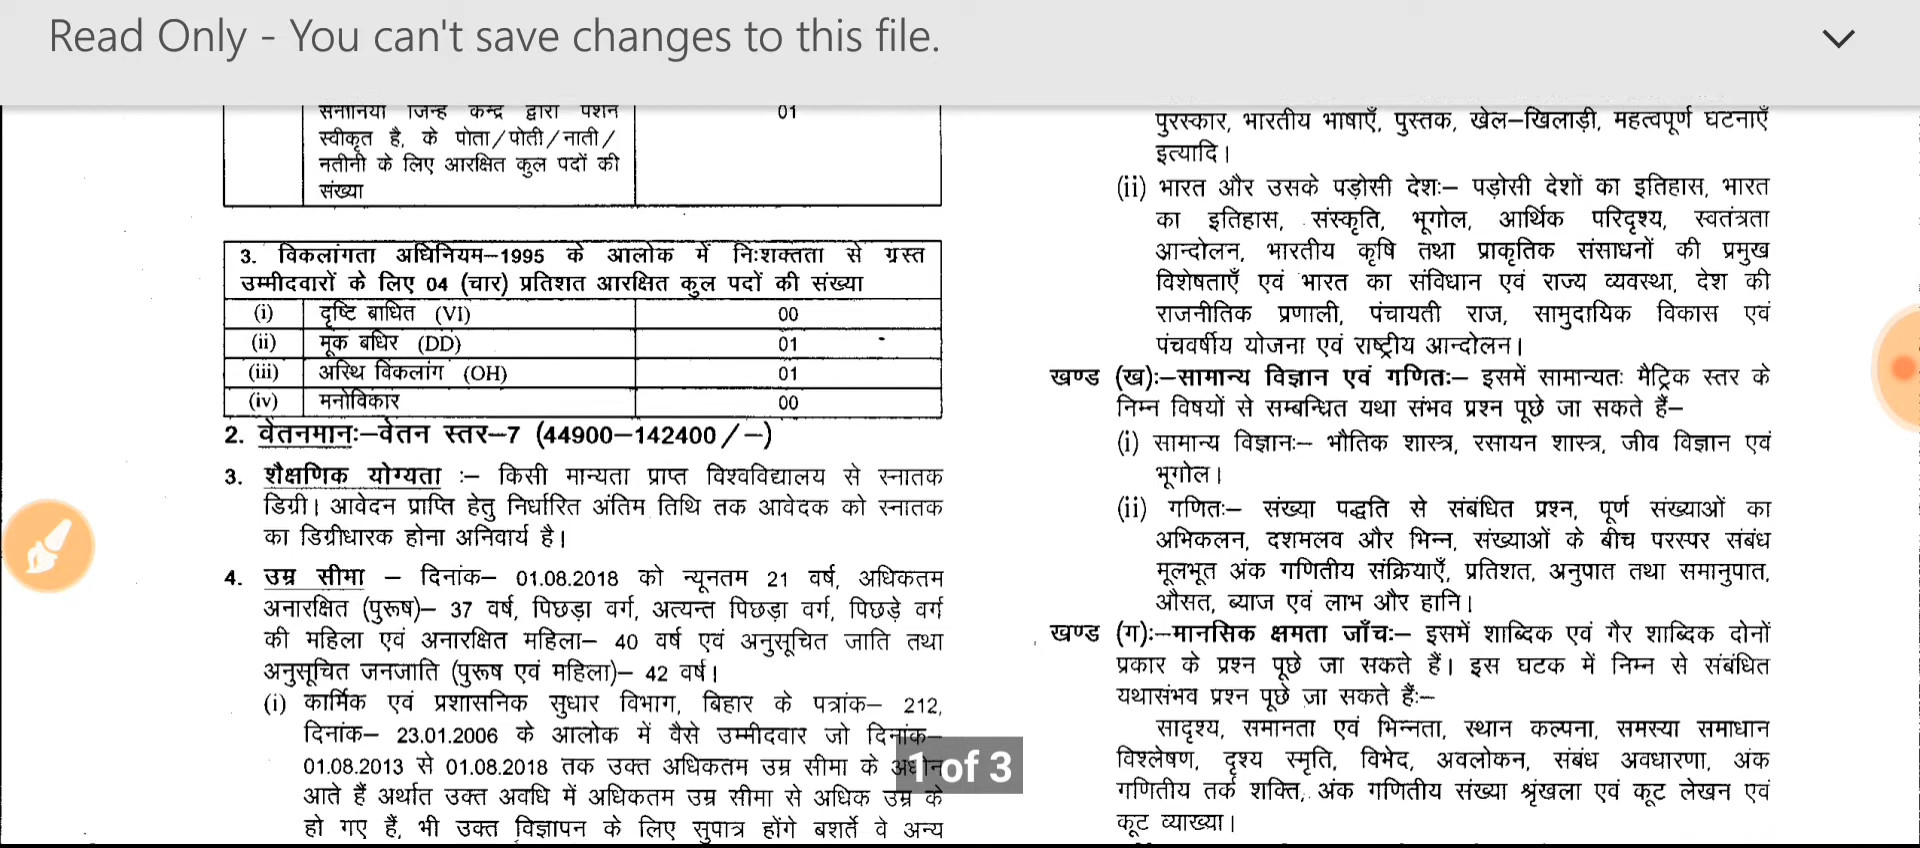 Read Only - You can't save changes to this file.
सेनानियों जिन्हें केन्द्र द्वारा पेंशन
स्वीकृत है, के पोता/पोती/नाती/
नतीनी के लिए आरक्षित कुल पदों की
संख्या
01
3. विकलांगता अधिनियम–1995 के आलोक में निःशक्तता से ग्रस्त
उम्मीदवारों के लिए 04 (चार) प्रतिशत आरक्षित कुल पदों की संख्या
(i) दृष्टि बाधित (VI) 00
(ii) मूक बधिर (DD) 01
(iii) अस्थि विकलांग (OH) 01
(iv) मनोविकार 00
2. वेतनमानः–वेतन स्तर–7 (44900–142400/–)
3. शैक्षणिक योग्यता :– किसी मान्यता प्राप्त विश्वविद्यालय से स्नातक
डिग्री। आवेदन प्राप्ति हेतु निर्धारित अंतिम तिथि तक आवेदक को स्नातक
का डिग्रीधारक होना अनिवार्य है।
4. उम्र सीमा – दिनांक– 01.08.2018 को न्यूनतम 21 वर्ष, अधिकतम
अनारक्षित (पुरूष)– 37 वर्ष, पिछड़ा वर्ग, अत्यन्त पिछड़ा वर्ग, पिछड़े वर्ग
की महिला एवं अनारक्षित महिला– 40 वर्ष एवं अनुसूचित जाति तथा
अनुसूचित जनजाति (पुरूष एवं महिला)– 42 वर्ष।
(i) कार्मिक एवं प्रशासनिक सुधार विभाग, बिहार के पत्रांक– 212,
दिनांक– 23.01.2006 के आलोक में वैसे उम्मीदवार जो दिनांक–
01.08.2013 से 01.08.2018 तक उक्त अधिकतम उम्र सीमा के अधीन
आते हैं अर्थात उक्त अवधि में अधिकतम उम्र सीमा से अधिक उम्र के
हो गए हैं, भी उक्त विज्ञापन के लिए सुपात्र होंगे बशर्ते वे अन्य
1 of 3
पुरस्कार, भारतीय भाषाएँ, पुस्तक, खेल–खिलाड़ी, महत्वपूर्ण घटनाएँ
इत्यादि।
(ii) भारत और उसके पड़ोसी देशः– पड़ोसी देशों का इतिहास, भारत
का इतिहास, संस्कृति, भूगोल, आर्थिक परिदृश्य, स्वतंत्रता
आन्दोलन, भारतीय कृषि तथा प्राकृतिक संसाधनों की प्रमुख
विशेषताएँ एवं भारत का संविधान एवं राज्य व्यवस्था, देश की
राजनीतिक प्रणाली, पंचायती राज, सामुदायिक विकास एवं
पंचवर्षीय योजना एवं राष्ट्रीय आन्दोलन।
खण्ड (ख)ः–सामान्य विज्ञान एवं गणितः– इसमें सामान्यतः मैट्रिक स्तर के
निम्न विषयों से सम्बन्धित यथा संभव प्रश्न पूछे जा सकते हैं–
(i) सामान्य विज्ञानः– भौतिक शास्त्र, रसायन शास्त्र, जीव विज्ञान एवं
भूगोल।
(ii) गणितः– संख्या पद्धति से संबंधित प्रश्न, पूर्ण संख्याओं का
अभिकलन, दशमलव और भिन्न, संख्याओं के बीच परस्पर संबंध
मूलभूत अंक गणितीय संक्रियाएँ, प्रतिशत, अनुपात तथा समानुपात,
औसत, ब्याज एवं लाभ और हानि।
खण्ड (ग)ः–मानसिक क्षमता जाँचः– इसमें शाब्दिक एवं गैर शाब्दिक दोनों
प्रकार के प्रश्न पूछे जा सकते हैं। इस घटक में निम्न से संबंधित
यथासंभव प्रश्न पूछे जा सकते हैंः–
सादृश्य, समानता एवं भिन्नता, स्थान कल्पना, समस्या समाधान
विश्लेषण, दृश्य स्मृति, विभेद, अवलोकन, संबंध अवधारणा, अंक
गणितीय तर्क शक्ति, अंक गणितीय संख्या श्रृंखला एवं कूट लेखन एवं
कूट व्याख्या।